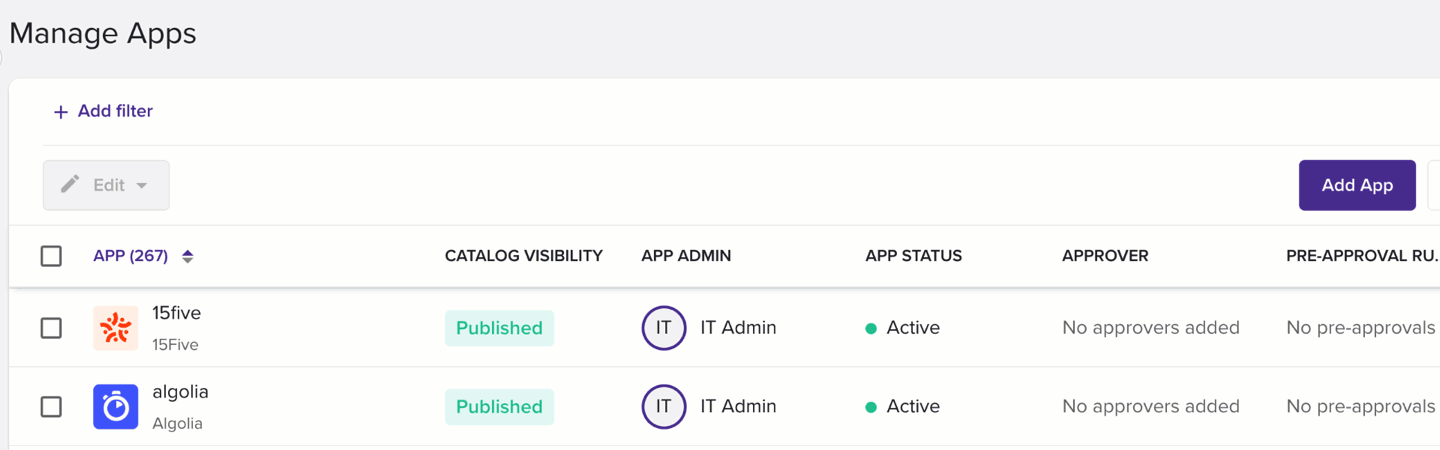 Manage Apps
+ Add filter
Edit
Add App
APP (267) CATALOG VISIBILITY APP ADMIN APP STATUS APPROVER PRE-APPROVAL RU...
15five
15Five
Published IT IT Admin Active No approvers added No pre-approvals
algolia
Algolia
Published IT IT Admin Active No approvers added No pre-approvals